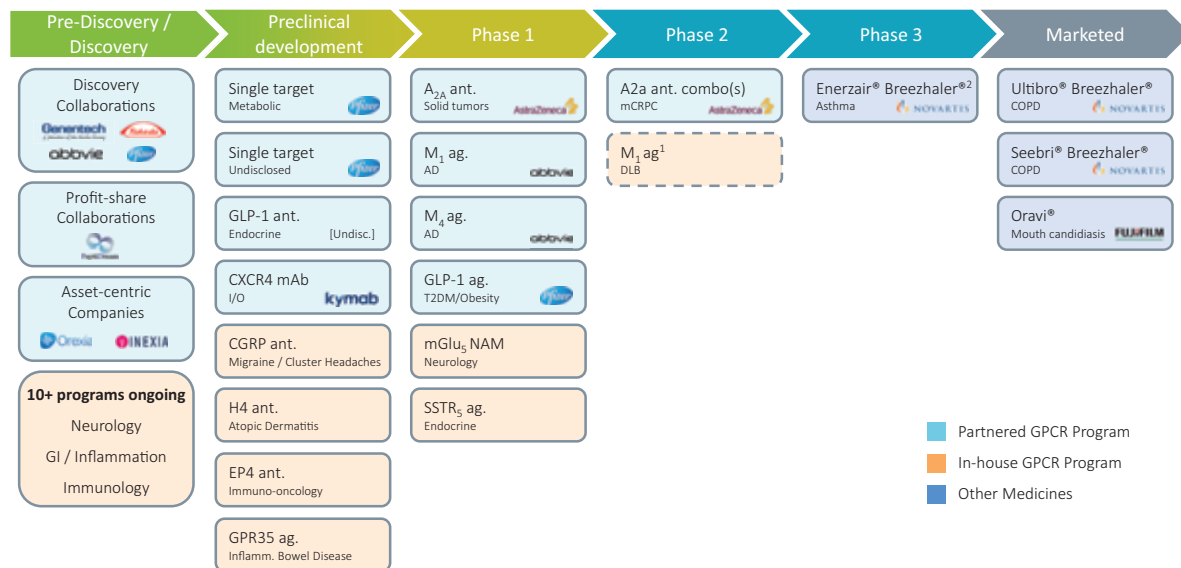 Pre-Discovery /
Discovery
Preclinical
development
Phase 1
Phase 2
Phase 3
Marketed
Discovery
Collaborations
Genentech
Takeda
abbvie
Pfizer
Profit-share
Collaborations
PeptiDream
Asset-centric
Companies
Orexia
INEXIA
10+ programs ongoing
Neurology
GI / Inflammation
Immunology
Single target
Metabolic
Pfizer
Single target
Undisclosed
Pfizer
GLP-1 ant.
Endocrine [Undisc.]
CXCR4 mAb
I/O
kymab
CGRP ant.
Migraine / Cluster Headaches
H4 ant.
Atopic Dermatitis
EP4 ant.
Immuno-oncology
GPR35 ag.
Inflamm. Bowel Disease
A2A ant.
Solid tumors
AstraZeneca
M1 ag.
AD
abbvie
M4 ag.
AD
abbvie
GLP-1 ag.
T2DM/Obesity
Pfizer
mGlu5 NAM
Neurology
SSTR5 ag.
Endocrine
A2a ant. combo(s)
mCRPC
AstraZeneca
M1 ag1
DLB
Enerzair® Breezhaler®2
Asthma
NOVARTIS
Ultibro® Breezhaler®
COPD
NOVARTIS
Seebri® Breezhaler®
COPD
NOVARTIS
Oravi®
Mouth candidiasis
FUJIFILM
Partnered GPCR Program
In-house GPCR Program
Other Medicines